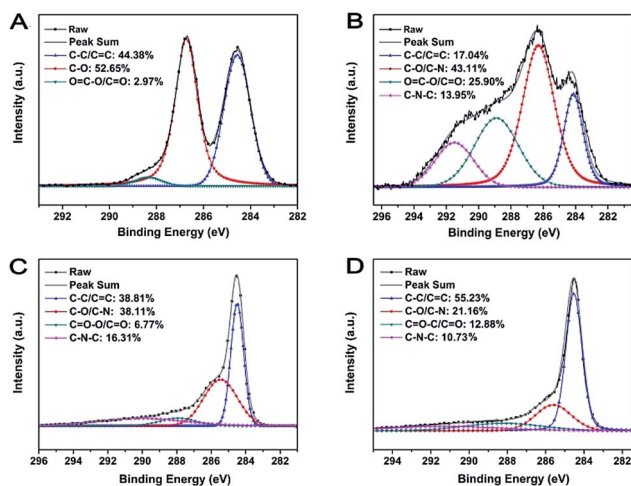 A
Raw
Peak Sum
C-C/C=C: 44.38%
C-O: 52.65%
O=C-O/C=O: 2.97%
Intensity (a.u.)
292 290 288 286 284 282
Binding Energy (eV)
B
Raw
Peak Sum
C-C/C=C: 17.04%
C-O/C-N: 43.11%
O=C-O/C=O: 25.90%
C-N-C: 13.95%
Intensity (a.u.)
296 294 292 290 288 286 284 282
Binding Energy (eV)
C
Raw
Peak Sum
C-C/C=C: 38.81%
C-O/C-N: 38.11%
C=O-O/C=O: 6.77%
C-N-C: 16.31%
Intensity (a.u.)
296 294 292 290 288 286 284 282
Binding Energy (eV)
D
Raw
Peak Sum
C-C/C=C: 55.23%
C-O/C-N: 21.16%
C=O-C/C=O: 12.88%
C-N-C: 10.73%
Intensity (a.u.)
294 292 290 288 286 284 282
Binding Energy (eV)